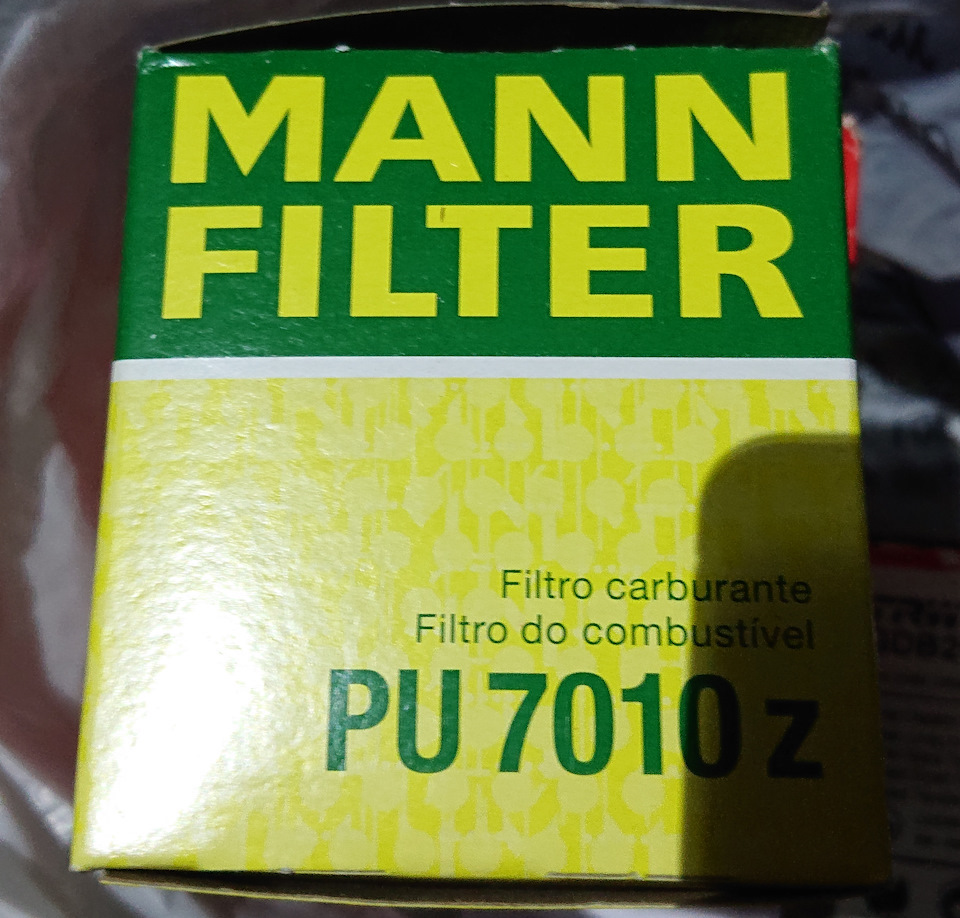 MANN
FILTER
Filtro carburante
Filtro do combustível
PU 7010 z